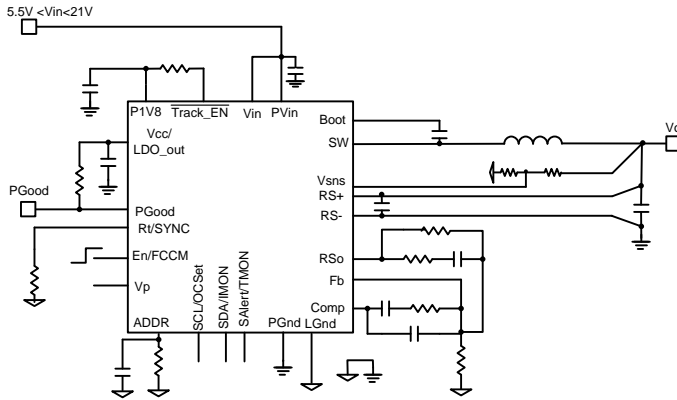 5.5V <Vin<21V
P1V8
Track_EN
Vin
PVin
Boot
Vcc/
LDO_out
SW
Vo
Vsns
RS+
PGood
PGood
RS-
Rt/SYNC
En/FCCM
RSo
Fb
Vp
Comp
ADDR
SCL/OCSet
SDA/IMON
SAlert/TMON
PGnd
LGnd